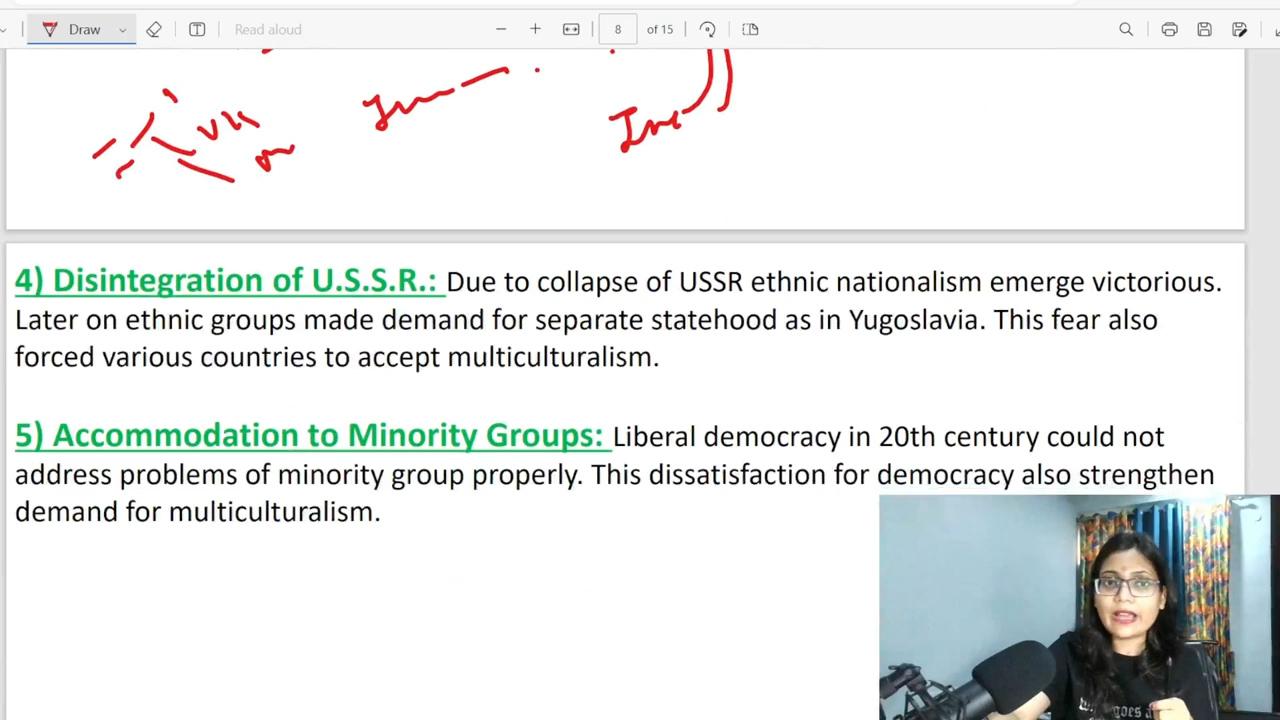 Draw
Read aloud
8 of 15
4) Disintegration of U.S.S.R.: Due to collapse of USSR ethnic nationalism emerge victorious.
Later on ethnic groups made demand for separate statehood as in Yugoslavia. This fear also
forced various countries to accept multiculturalism.
5) Accommodation to Minority Groups: Liberal democracy in 20th century could not
address problems of minority group properly. This dissatisfaction for democracy also strengthen
demand for multiculturalism.